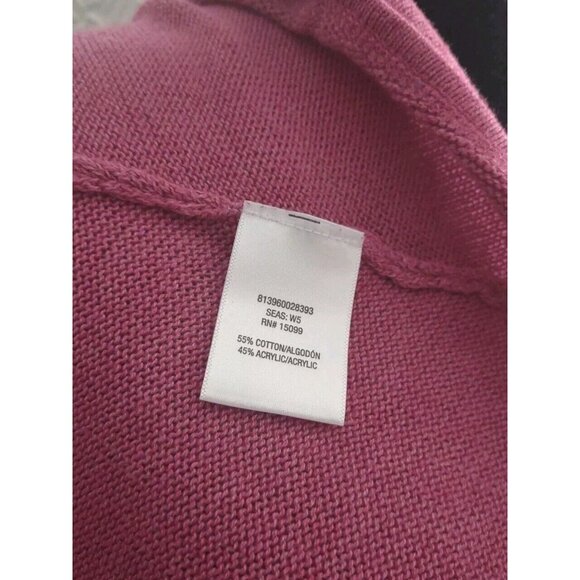 813960028393
SEAS: W5
RN# 15099
55% COTTON/ALGODÓN
45% ACRYLIC/ACRYLIC